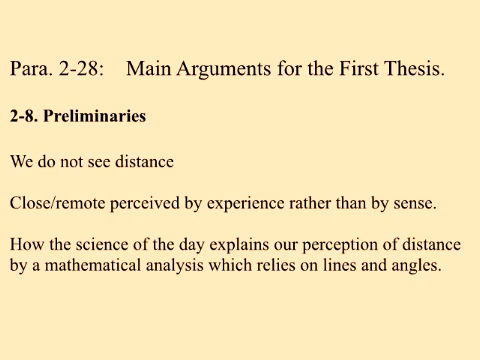 Para. 2-28: Main Arguments for the First Thesis.
2-8. Preliminaries
We do not see distance
Close/remote perceived by experience rather than by sense.
How the science of the day explains our perception of distance
by a mathematical analysis which relies on lines and angles.